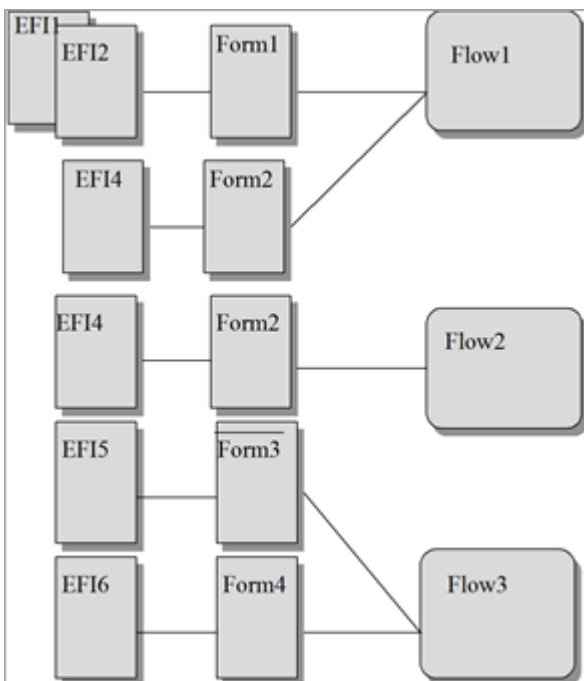 EFI1
EFI2
Form1
Flow1
EFI4
Form2
EFI4
Form2
Flow2
EFI5
Form3
EFI6
Form4
Flow3